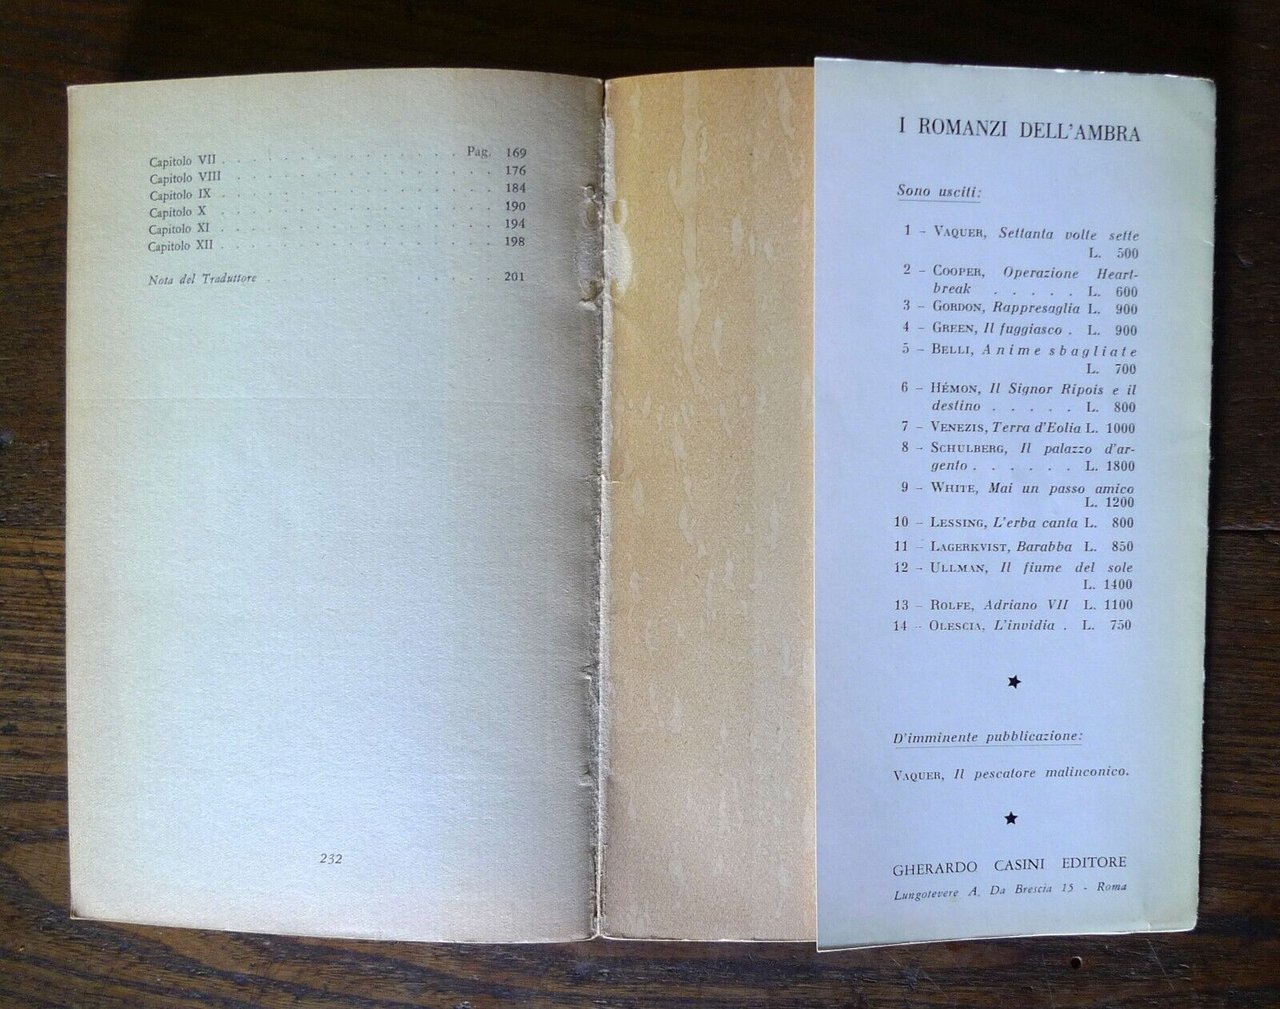 Capitolo VII . . . . . . . . . . . . . . Pag. 169
Capitolo VIII . . . . . . . . . . . . . . . 176
Capitolo IX . . . . . . . . . . . . . . . . 184
Capitolo X . . . . . . . . . . . . . . . . 190
Capitolo XI . . . . . . . . . . . . . . . . 194
Capitolo XII . . . . . . . . . . . . . . . . 198
Nota del Traduttore . . . . . . . . . . . . . 201
232
I ROMANZI DELL'AMBRA
Sono usciti:
1 – VAQUER, Settanta volte sette
L. 500
2 – COOPER, Operazione Heart-
break . . . . . L. 600
3 – GORDON, Rappresaglia L. 900
4 – GREEN, Il fuggiasco . L. 900
5 – BELLI, Anime sbagliate
L. 700
6 – HÉMON, Il Signor Ripois e il
destino . . . . . L. 800
7 – VENEZIS, Terra d'Eolia L. 1000
8 – SCHULBERG, Il palazzo d'ar-
gento . . . . . . L. 1800
9 – WHITE, Mai un passo amico
L. 1200
10 – LESSING, L'erba canta L. 800
11 – LAGERKVIST, Barabba L. 850
12 – ULLMAN, Il fiume del sole
L. 1400
13 – ROLFE, Adriano VII L. 1100
14 – OLESCIA, L'invidia . L. 750
D'imminente pubblicazione:
VAQUER, Il pescatore malinconico.
GHERARDO CASINI EDITORE
Lungotevere A. Da Brescia 15 - Roma